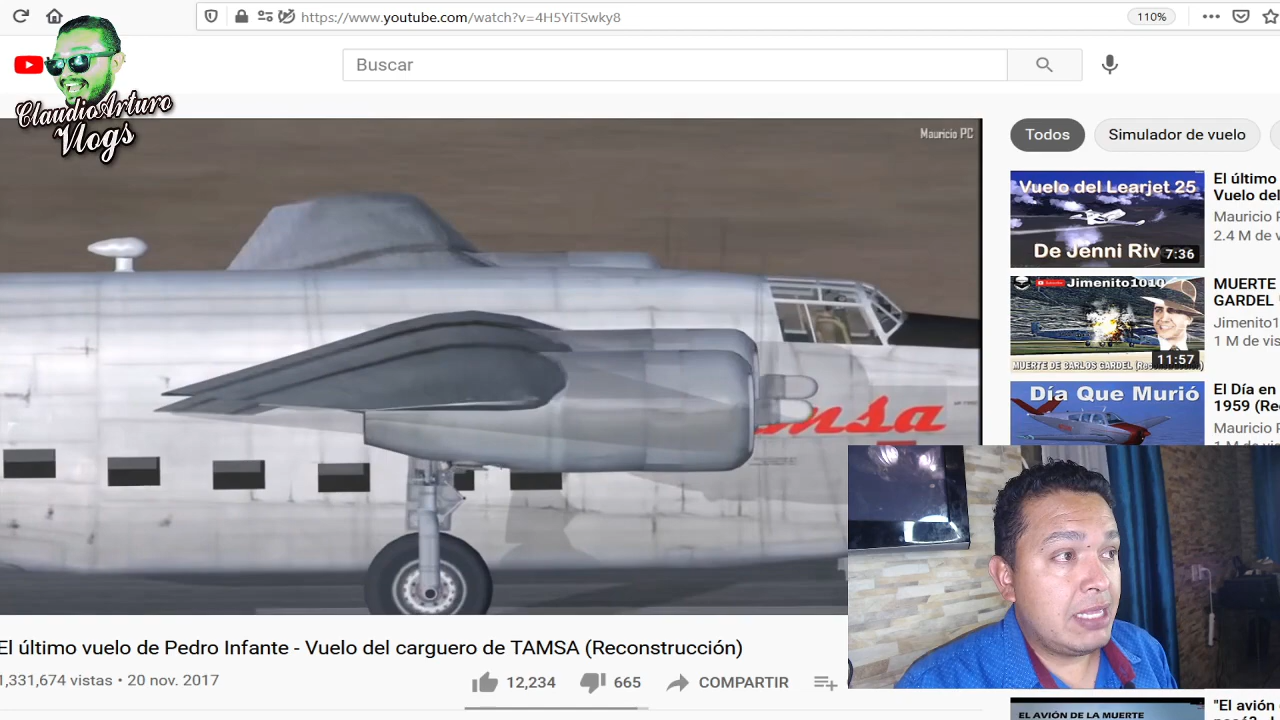 https://www.youtube.com/watch?v=4H5YiTSwky8
110%
Buscar
ClaudioArturo
Vlogs
Mauricio PC
Todos
Simulador de vuelo
Vuelo del Learjet 25
De Jenni Riv
7:36
El último
Vuelo del
Mauricio P
2.4 M de v
Jimenito1010
11:57
MUERTE DE CARLOS GARDEL (Reconstrucción)
MUERTE
GARDEL
Jimenito1
1 M de vis
Día Que Murió
El Día en
1959 (Rec
Mauricio P
msa
El último vuelo de Pedro Infante - Vuelo del carguero de TAMSA (Reconstrucción)
1,331,674 vistas • 20 nov. 2017
12,234
665
COMPARTIR
EL AVIÓN DE LA MUERTE
"El avión